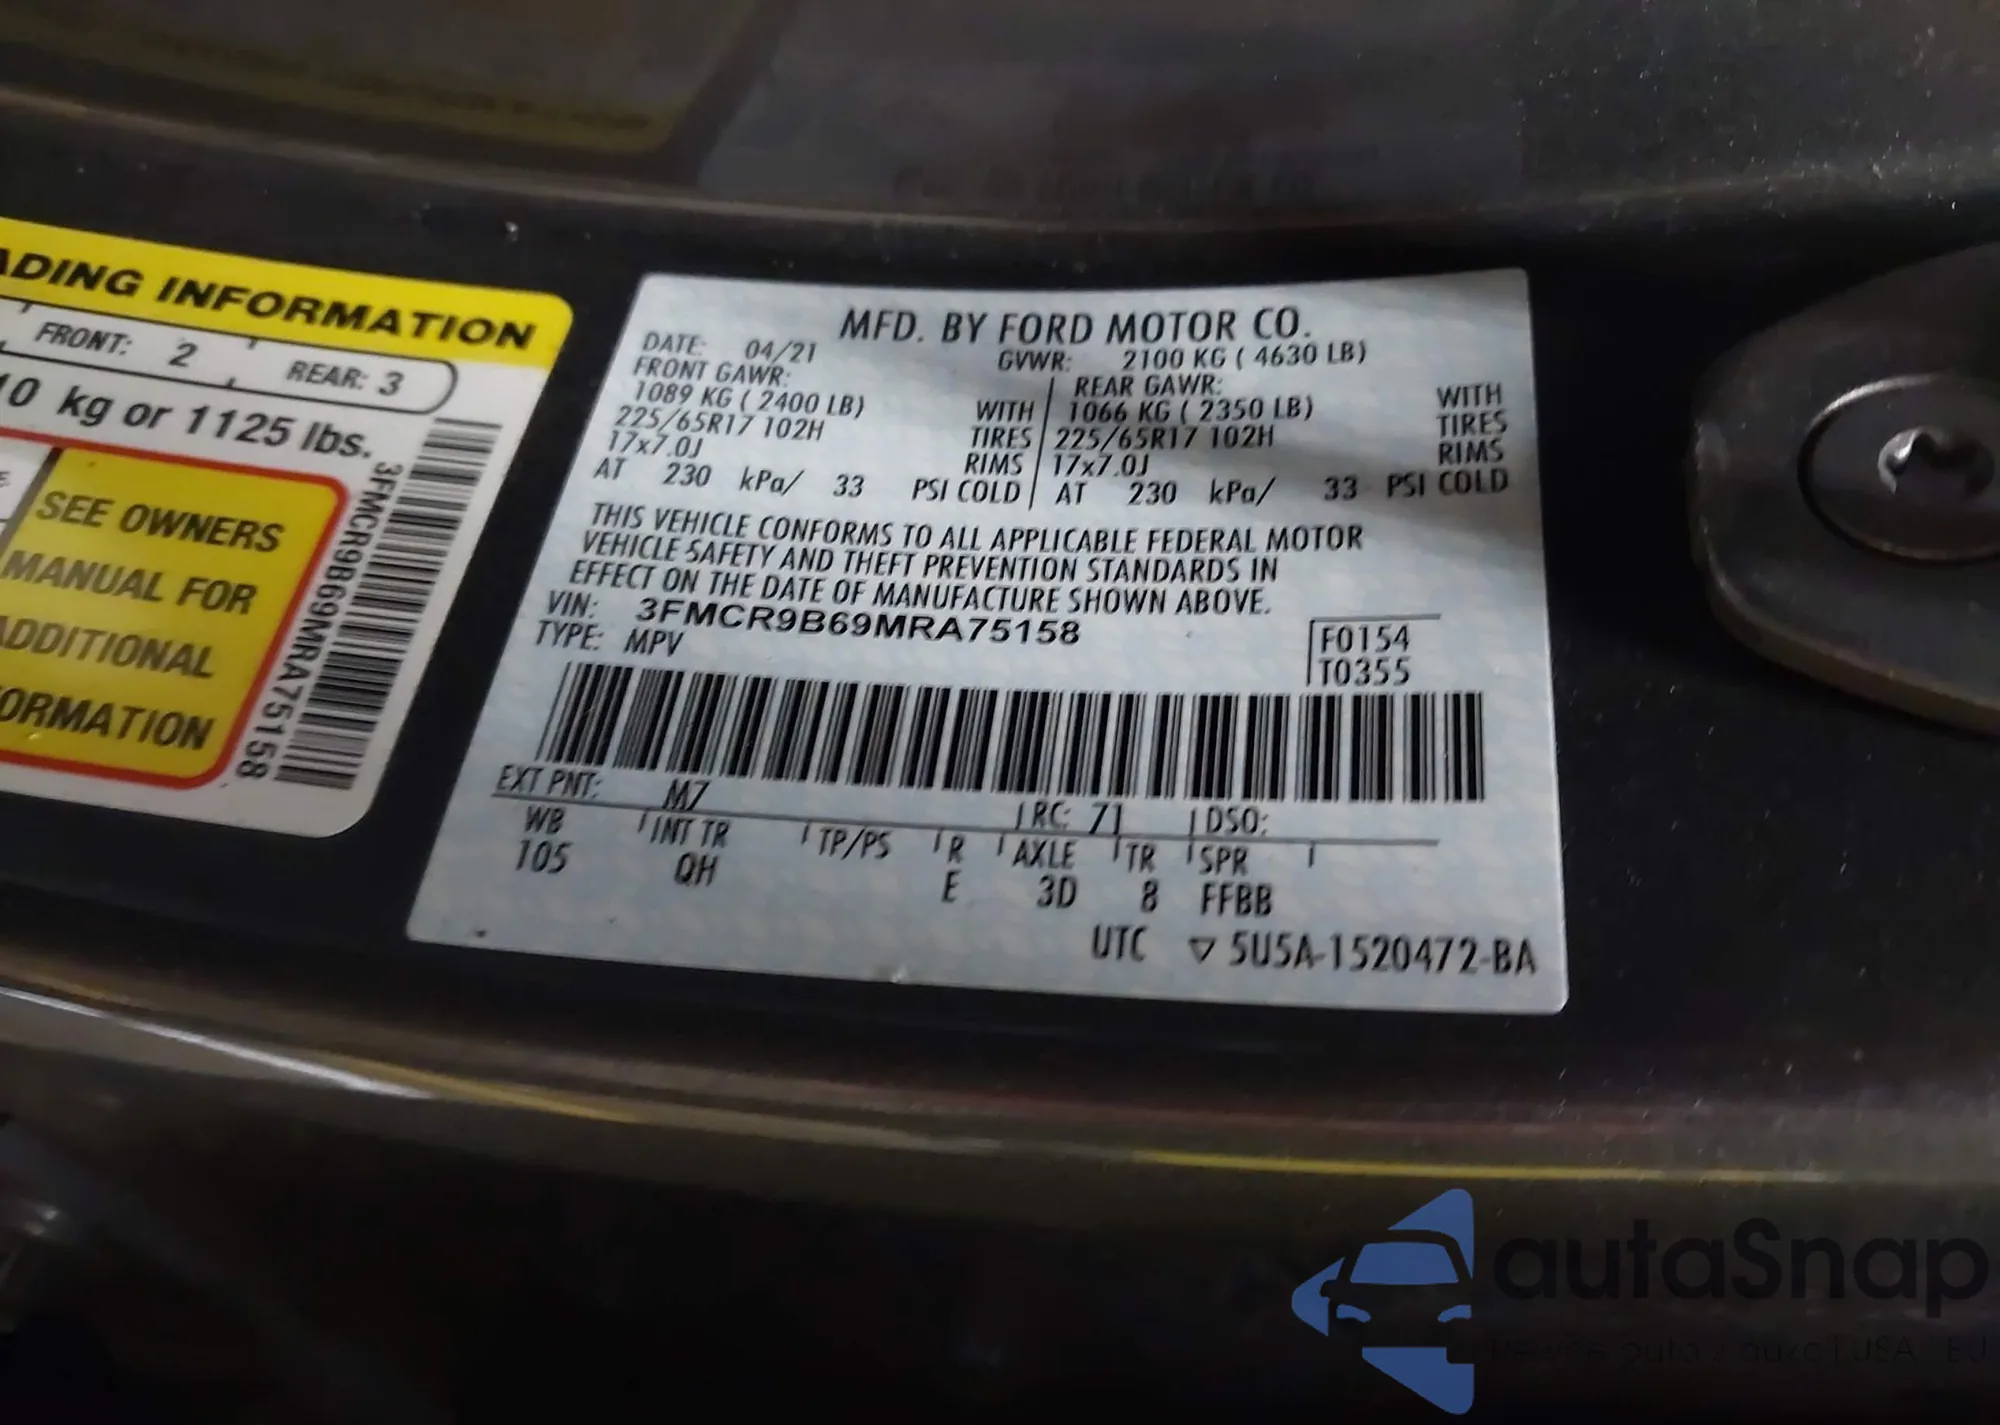 ADING INFORMATION
FRONT: 2 REAR: 3
10 kg or 1125 lbs.
SEE OWNERS
MANUAL FOR
ADDITIONAL
ORMATION
3FMCR9B69MRA75158
MFD. BY FORD MOTOR CO.
DATE: 04/21 GVWR: 2100 KG ( 4630 LB)
FRONT GAWR: REAR GAWR:
1089 KG ( 2400 LB) WITH 1066 KG ( 2350 LB) WITH
225/65R17 102H TIRES 225/65R17 102H TIRES
17x7.0J RIMS 17x7.0J RIMS
AT 230 kPa/ 33 PSI COLD AT 230 kPa/ 33 PSI COLD
THIS VEHICLE CONFORMS TO ALL APPLICABLE FEDERAL MOTOR
VEHICLE SAFETY AND THEFT PREVENTION STANDARDS IN
EFFECT ON THE DATE OF MANUFACTURE SHOWN ABOVE.
VIN: 3FMCR9B69MRA75158
TYPE: MPV
F0154
T0355
EXT PNT: M7 RC: 71 DSO:
WB INT TR TP/PS R AXLE TR SPR
105 QH E 3D 8 FFBB
UTC ▽ 5U5A-1520472-BA
autaSnap